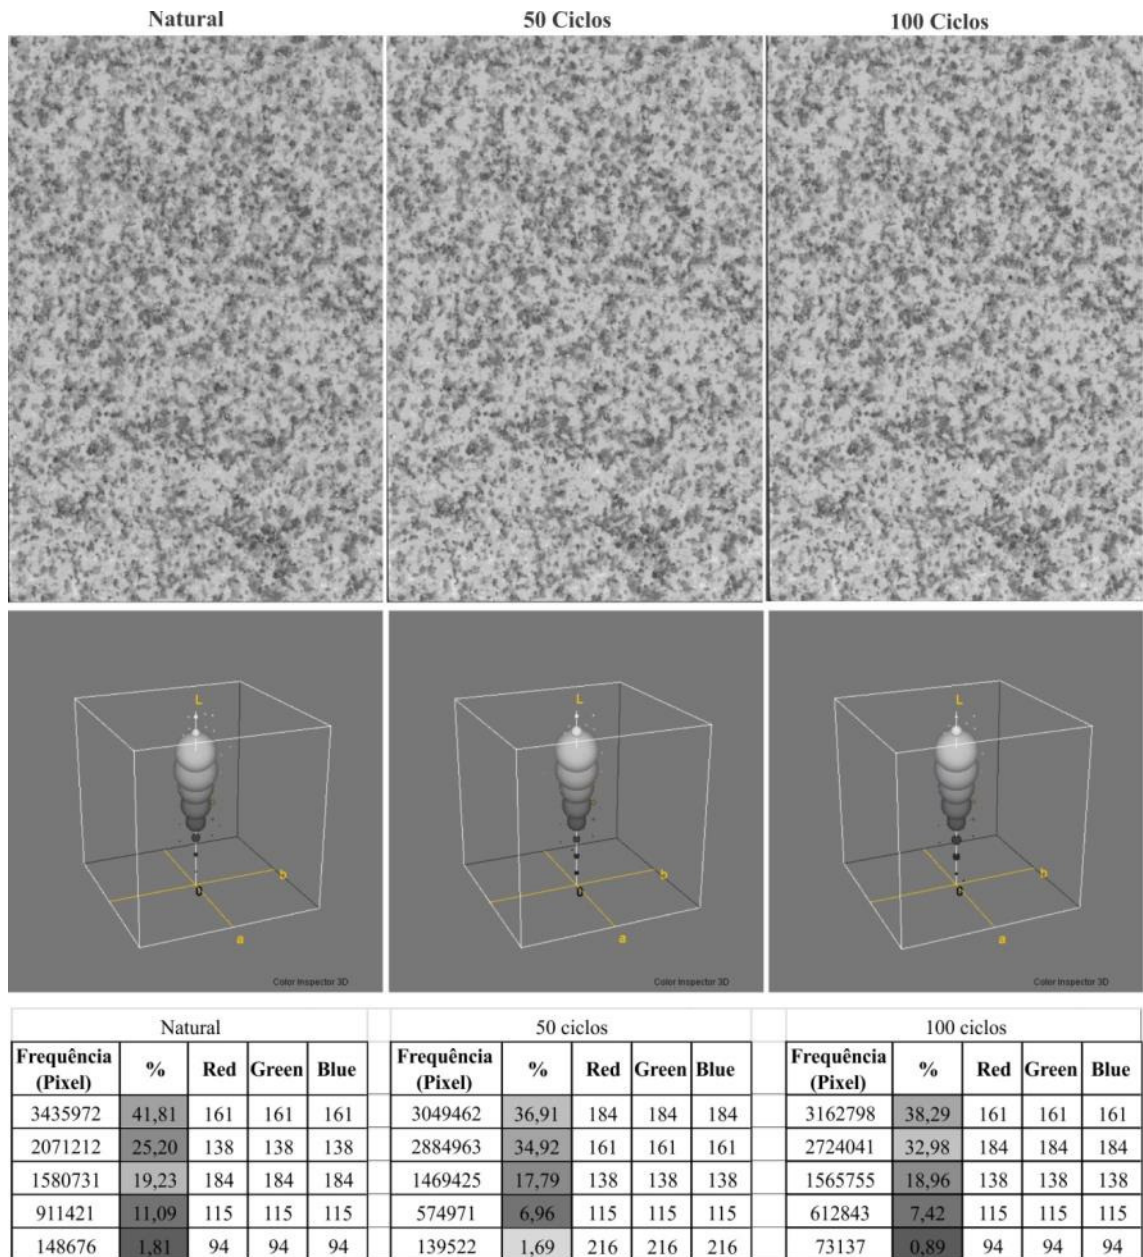 Natural 50 Ciclos 100 Ciclos
L L L
b b b
C C C
a a a
Color Inspector 3D Color Inspector 3D Color Inspector 3D
Natural 50 ciclos 100 ciclos
Frequência (Pixel) % Red Green Blue Frequência (Pixel) % Red Green Blue Frequência (Pixel) % Red Green Blue
3435972 41,81 161 161 161 3049462 36,91 184 184 184 3162798 38,29 161 161 161
2071212 25,20 138 138 138 2884963 34,92 161 161 161 2724041 32,98 184 184 184
1580731 19,23 184 184 184 1469425 17,79 138 138 138 1565755 18,96 138 138 138
911421 11,09 115 115 115 574971 6,96 115 115 115 612843 7,42 115 115 115
148676 1,81 94 94 94 139522 1,69 216 216 216 73137 0,89 94 94 94